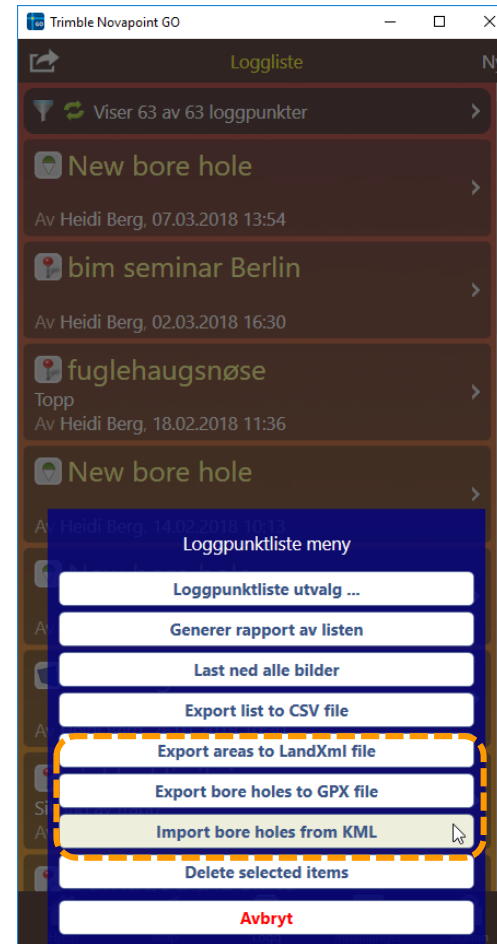 Trimble Novapoint GO
Loggliste
Ny
Viser 63 av 63 loggpunkter
New bore hole
Av Heidi Berg, 07.03.2018 13:54
bim seminar Berlin
Av Heidi Berg, 02.03.2018 16:30
fuglehaugsnøse
Topp
Av Heidi Berg, 18.02.2018 11:36
New bore hole
Av Heidi Berg, 14.02.2018 10:13
Loggpunktliste meny
Loggpunktliste utvalg ...
Generer rapport av listen
Last ned alle bilder
Export list to CSV file
Export areas to LandXml file
Export bore holes to GPX file
Import bore holes from KML
Delete selected items
Avbryt